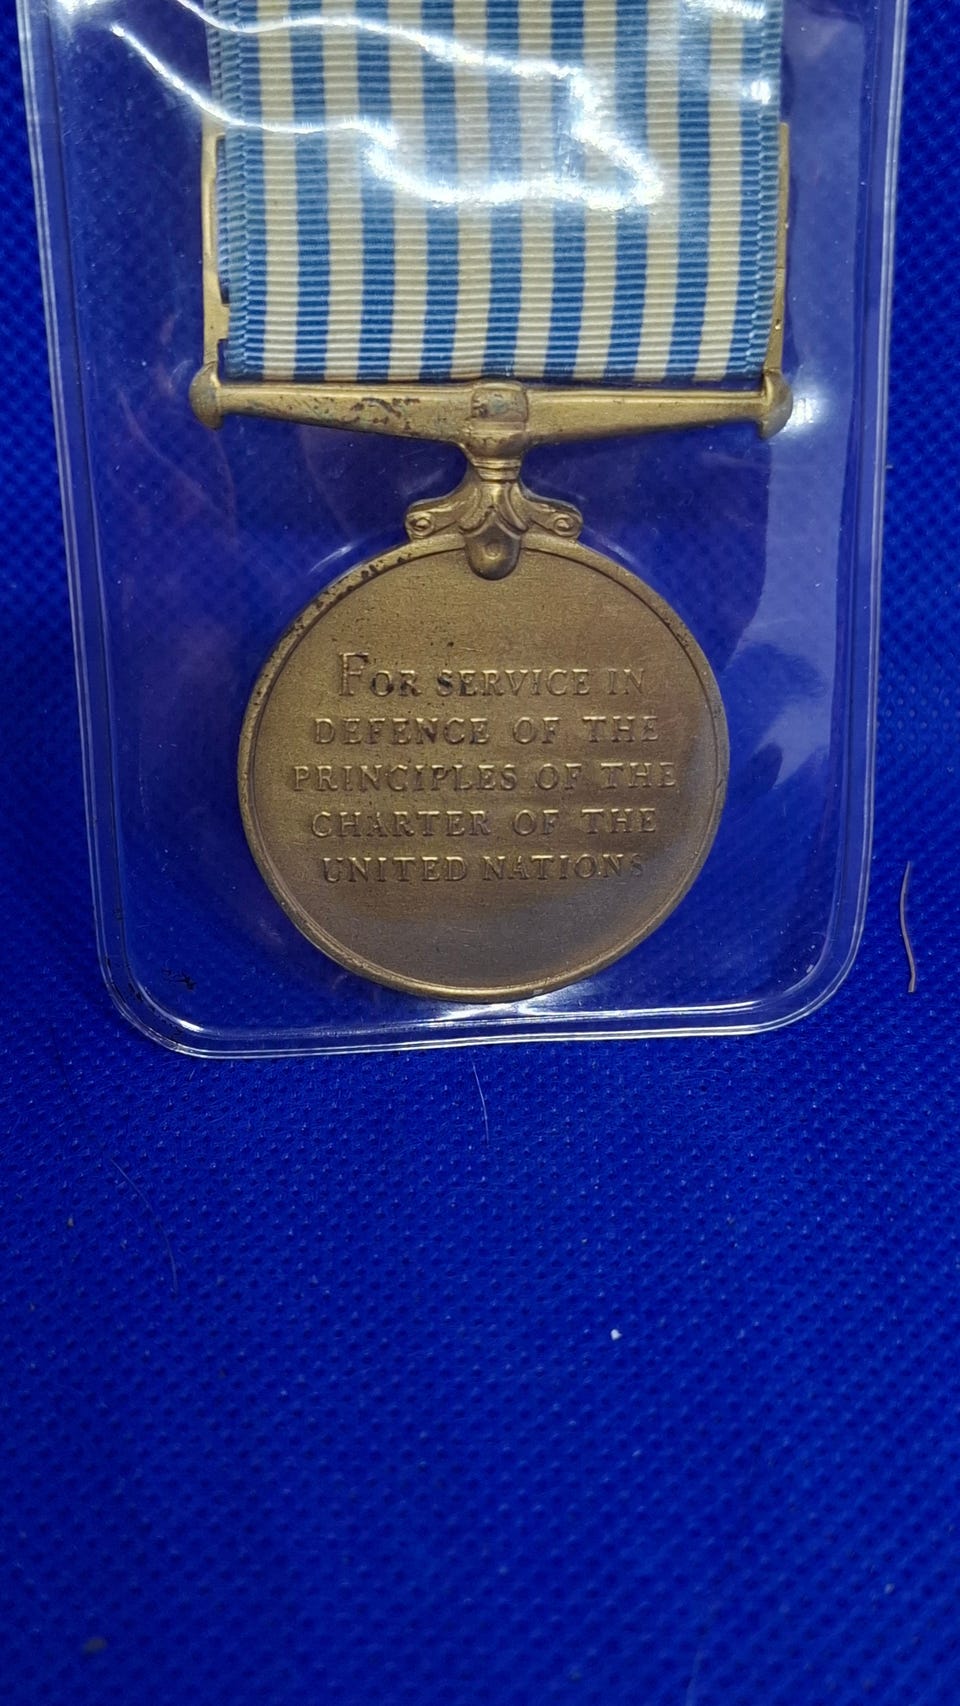 FOR SERVICE IN
DEFENCE OF THE
PRINCIPLES OF THE
CHARTER OF THE
UNITED NATIONS